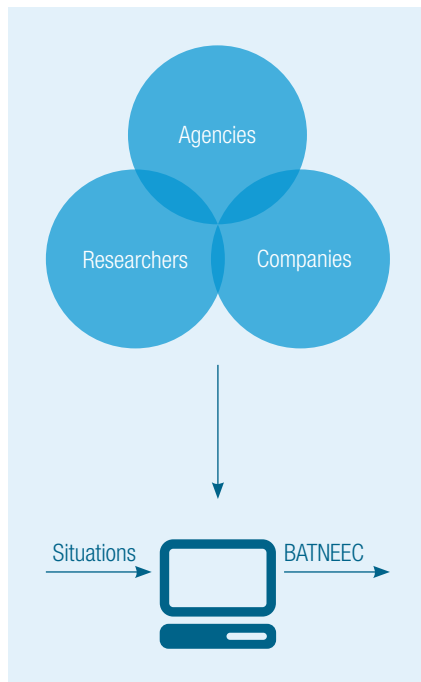 Agencies
Researchers
Companies
Situations
BATNEEC